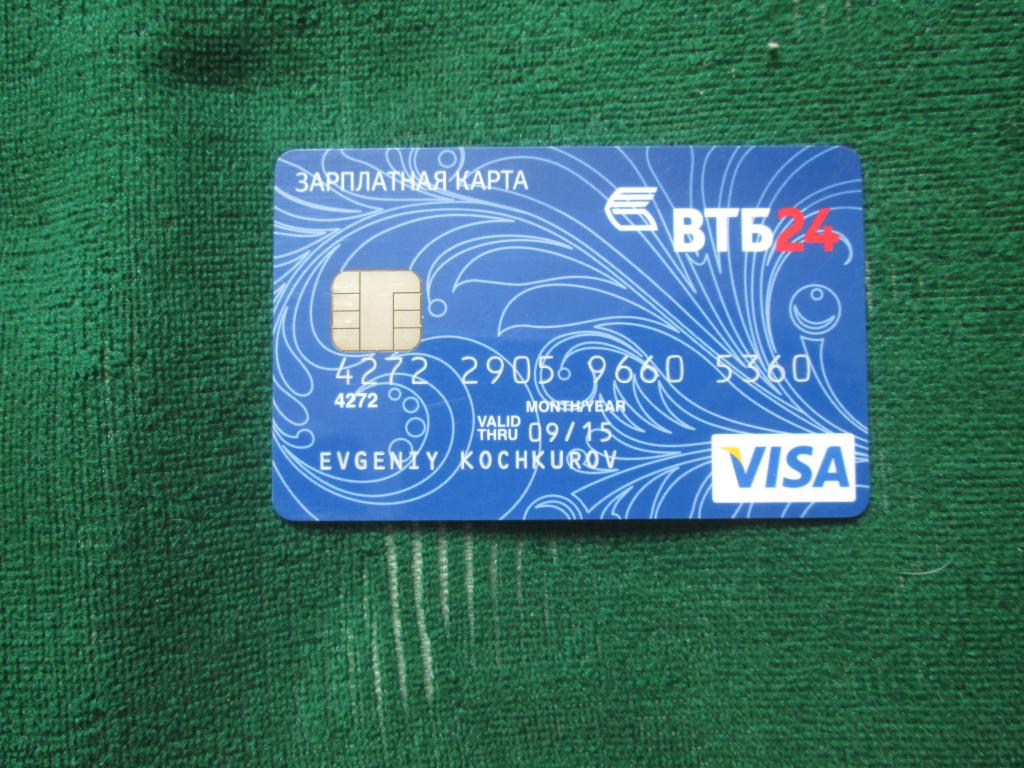 ЗАРПЛАТНАЯ КАРТА
ВТБ24
4272 2905 9660 5360
4272
MONTH/YEAR
VALID THRU 09/15
EVGENIY KOCHKUROV
VISA